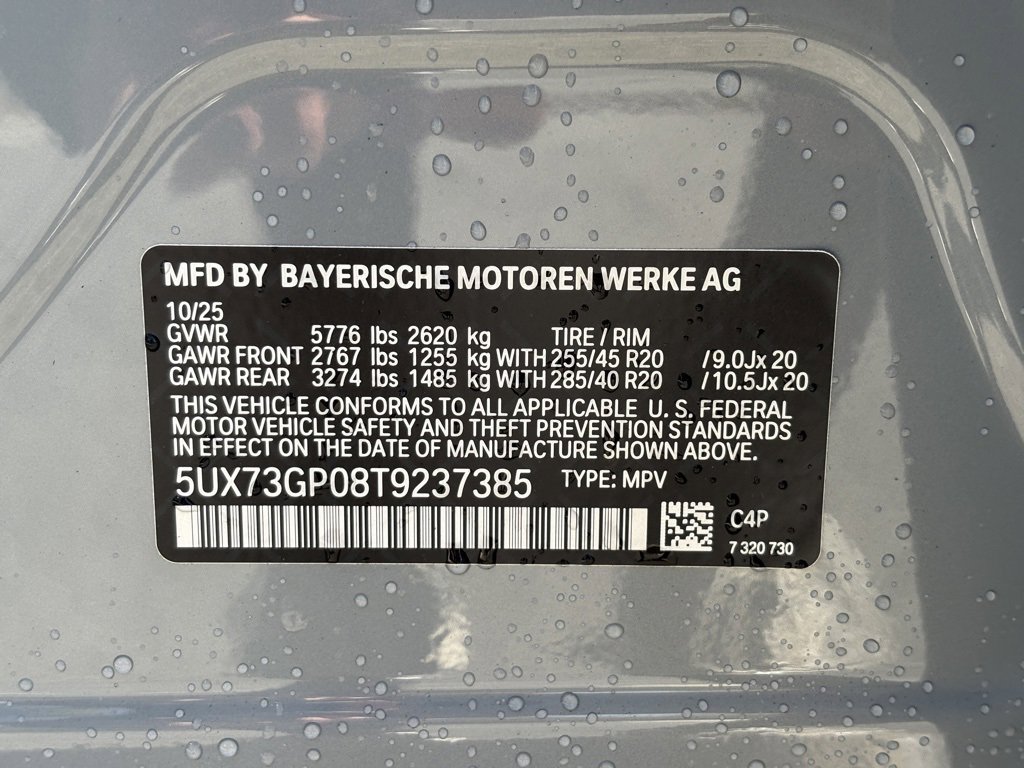 MFD BY BAYERISCHE MOTOREN WERKE AG
10/25
GVWR 5776 lbs 2620 kg TIRE / RIM
GAWR FRONT 2767 lbs 1255 kg WITH 255/45 R20 /9.0Jx 20
GAWR REAR 3274 lbs 1485 kg WITH 285/40 R20 /10.5Jx 20
THIS VEHICLE CONFORMS TO ALL APPLICABLE U. S. FEDERAL
MOTOR VEHICLE SAFETY AND THEFT PREVENTION STANDARDS
IN EFFECT ON THE DATE OF MANUFACTURE SHOWN ABOVE.
5UX73GP08T9237385 TYPE: MPV
C4P
7 320 730